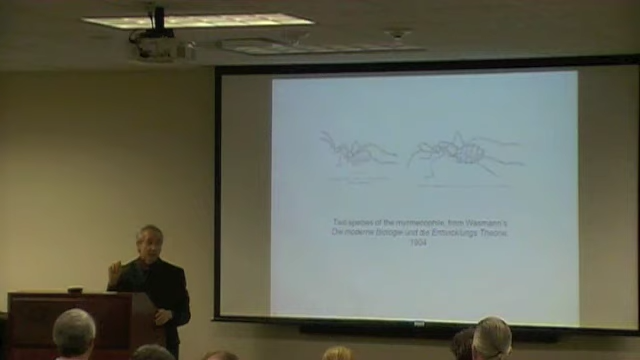 Two species of the myrmecophile, from Wasmann's
Die moderne Biologie und die Entwicklungs Theorie,
1904